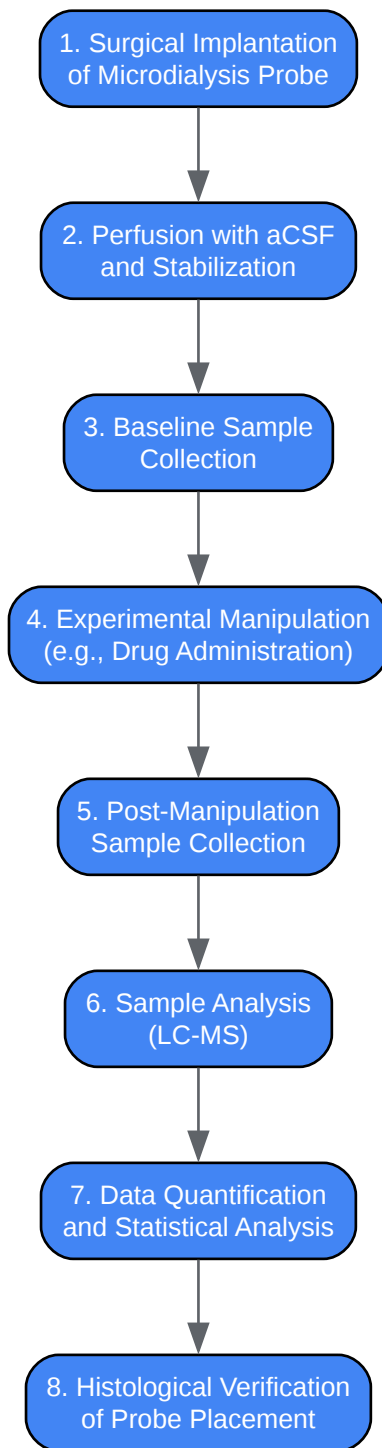 1. Surgical Implantation
of Microdialysis Probe
2. Perfusion with aCSF
and Stabilization
3. Baseline Sample
Collection
4. Experimental Manipulation
(e.g., Drug Administration)
5. Post-Manipulation
Sample Collection
6. Sample Analysis
(LC-MS)
7. Data Quantification
and Statistical Analysis
8. Histological Verification
of Probe Placement